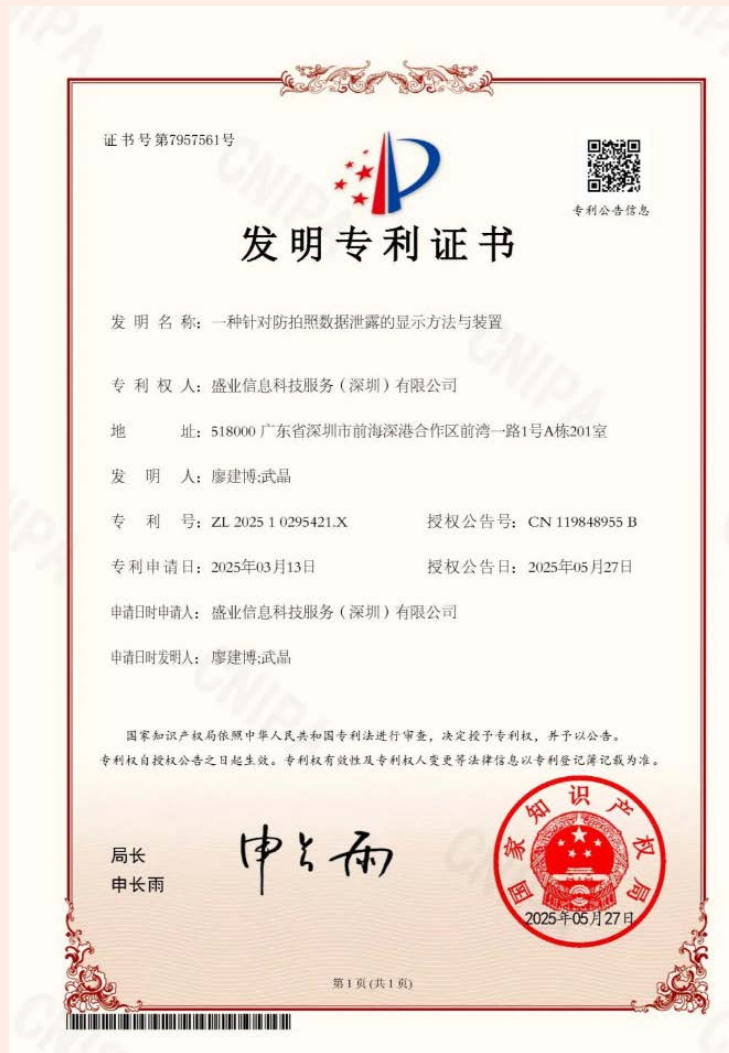 证书号第7957561号
专利公告信息
发明专利证书
发明名称：一种针对防拍照数据泄露的显示方法与装置
专利权人：盛业信息科技服务（深圳）有限公司
地址：518000 广东省深圳市前海深港合作区前湾一路1号A栋201室
发明人：廖建博;武晶
专利号：ZL 2025 1 0295421.X 授权公告号：CN 119848955 B
专利申请日：2025年03月13日 授权公告日：2025年05月27日
申请日时申请人：盛业信息科技服务（深圳）有限公司
申请日时发明人：廖建博;武晶
国家知识产权局依照中华人民共和国专利法进行审查，决定授予专利权，并予以公告。
专利权自授权公告之日起生效。专利权有效性及专利权人变更等法律信息以专利登记簿记载为准。
局长
申长雨
申长雨
国家知识产权局
2025年05月27日
第1页(共1页)
CNIPA
CNIPA
CNIPA
CNIPA